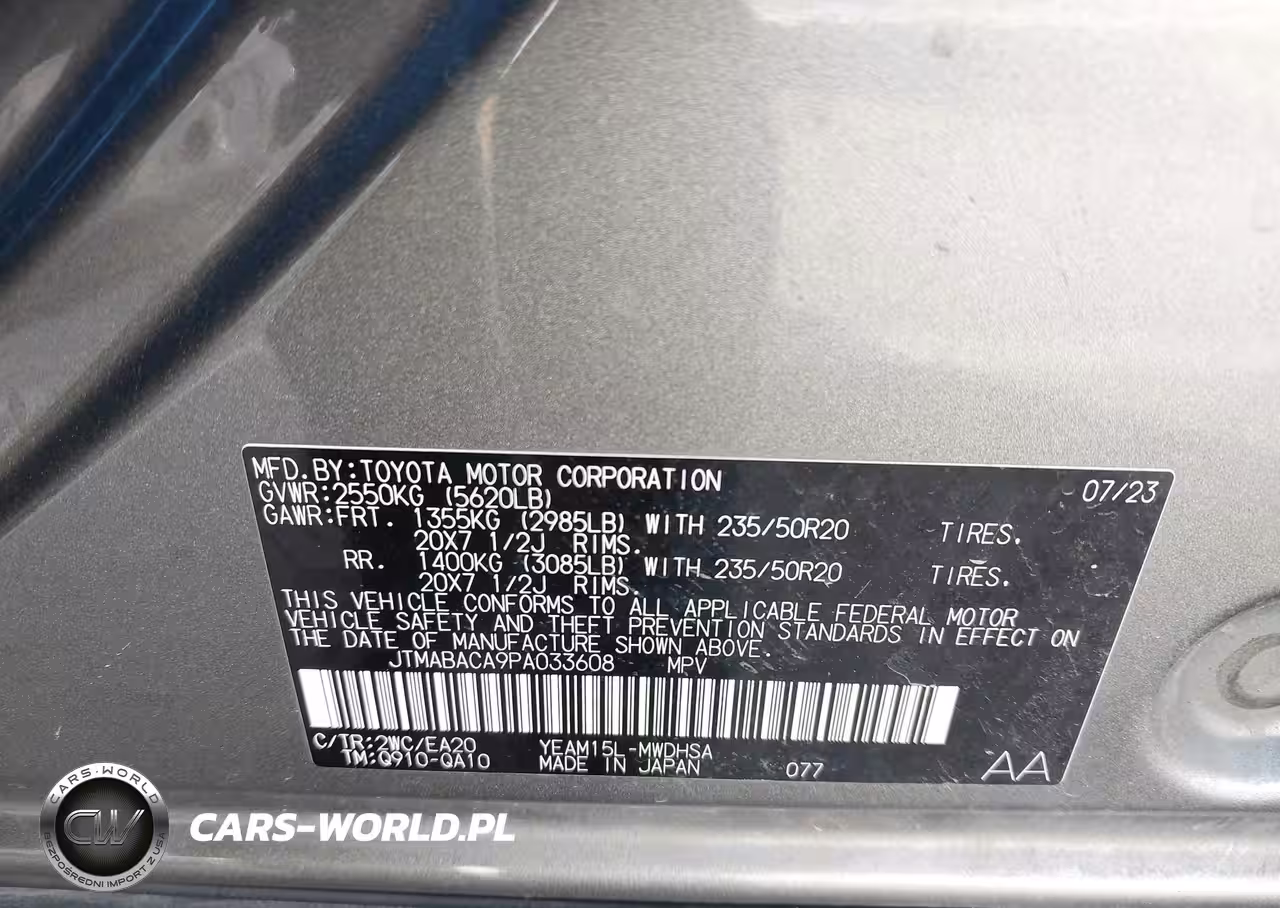 MFD.BY:TOYOTA MOTOR CORPORATION 07/23
GVWR:2550KG (5620LB)
GAWR:FRT. 1355KG (2985LB) WITH 235/50R20 TIRES.
20X7 1/2J RIMS.
RR. 1400KG (3085LB) WITH 235/50R20 TIRES.
20X7 1/2J RIMS.
THIS VEHICLE CONFORMS TO ALL APPLICABLE FEDERAL MOTOR
VEHICLE SAFETY AND THEFT PREVENTION STANDARDS IN EFFECT ON
THE DATE OF MANUFACTURE SHOWN ABOVE.
JTMABACA9PA033608 MPV
C/TR:2WC/EA20 YEAM15L-MWDHSA
TM:Q910-QA10 MADE IN JAPAN 077 AA
CARS-WORLD
CW
BEZPOŚREDNI IMPORT Z USA
CARS-WORLD.PL